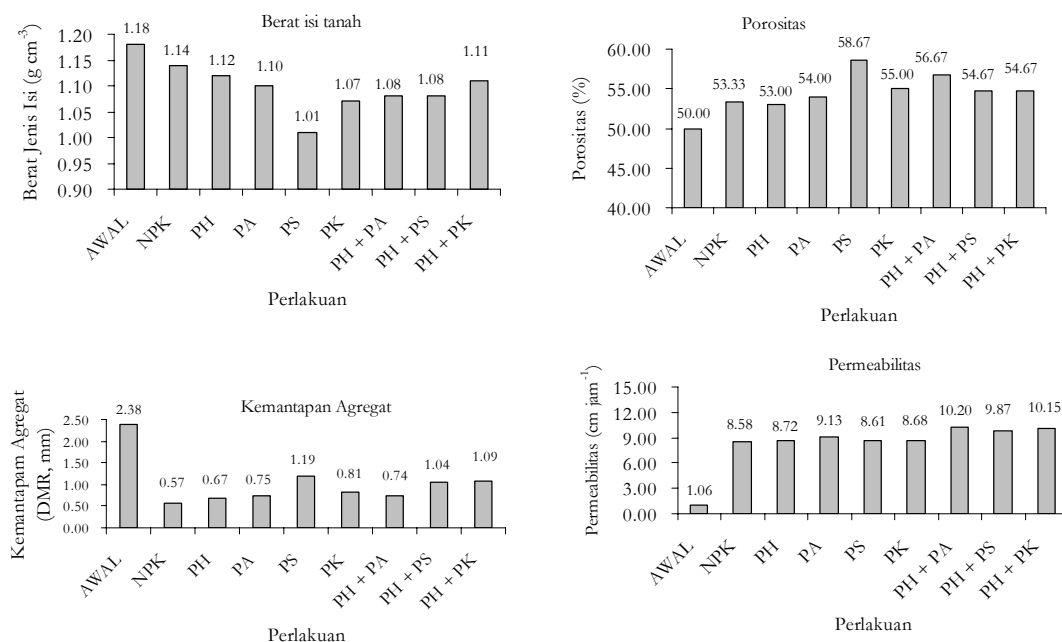 Berat isi tanah
Berat Jenis Isi (g cm-3)
1.20
1.15
1.10
1.05
1.00
0.95
0.90
1.18
1.14
1.12
1.10
1.01
1.07
1.08
1.08
1.11
AWAL
NPK
PH
PA
PS
PK
PH + PA
PH + PS
PH + PK
Perlakuan
Porositas
Porositas (%)
60.00
55.00
50.00
45.00
40.00
50.00
53.33
53.00
54.00
58.67
55.00
56.67
54.67
54.67
AWAL
NPK
PH
PA
PS
PK
PH + PA
PH + PS
PH + PK
Perlakuan
Kemantapan Agregat
Kemantapam Agregat
(DMR, mm)
2.50
2.00
1.50
1.00
0.50
0.00
2.38
0.57
0.67
0.75
1.19
0.81
0.74
1.04
1.09
AWAL
NPK
PH
PA
PS
PK
PH + PA
PH + PS
PH + PK
Perlakuan
Permeabilitas
Permeabilitas (cm jam-1)
15.00
12.00
9.00
6.00
3.00
0.00
1.06
8.58
8.72
9.13
8.61
8.68
10.20
9.87
10.15
AWAL
NPK
PH
PA
PS
PK
PH + PA
PH + PS
PH + PK
Perlakuan